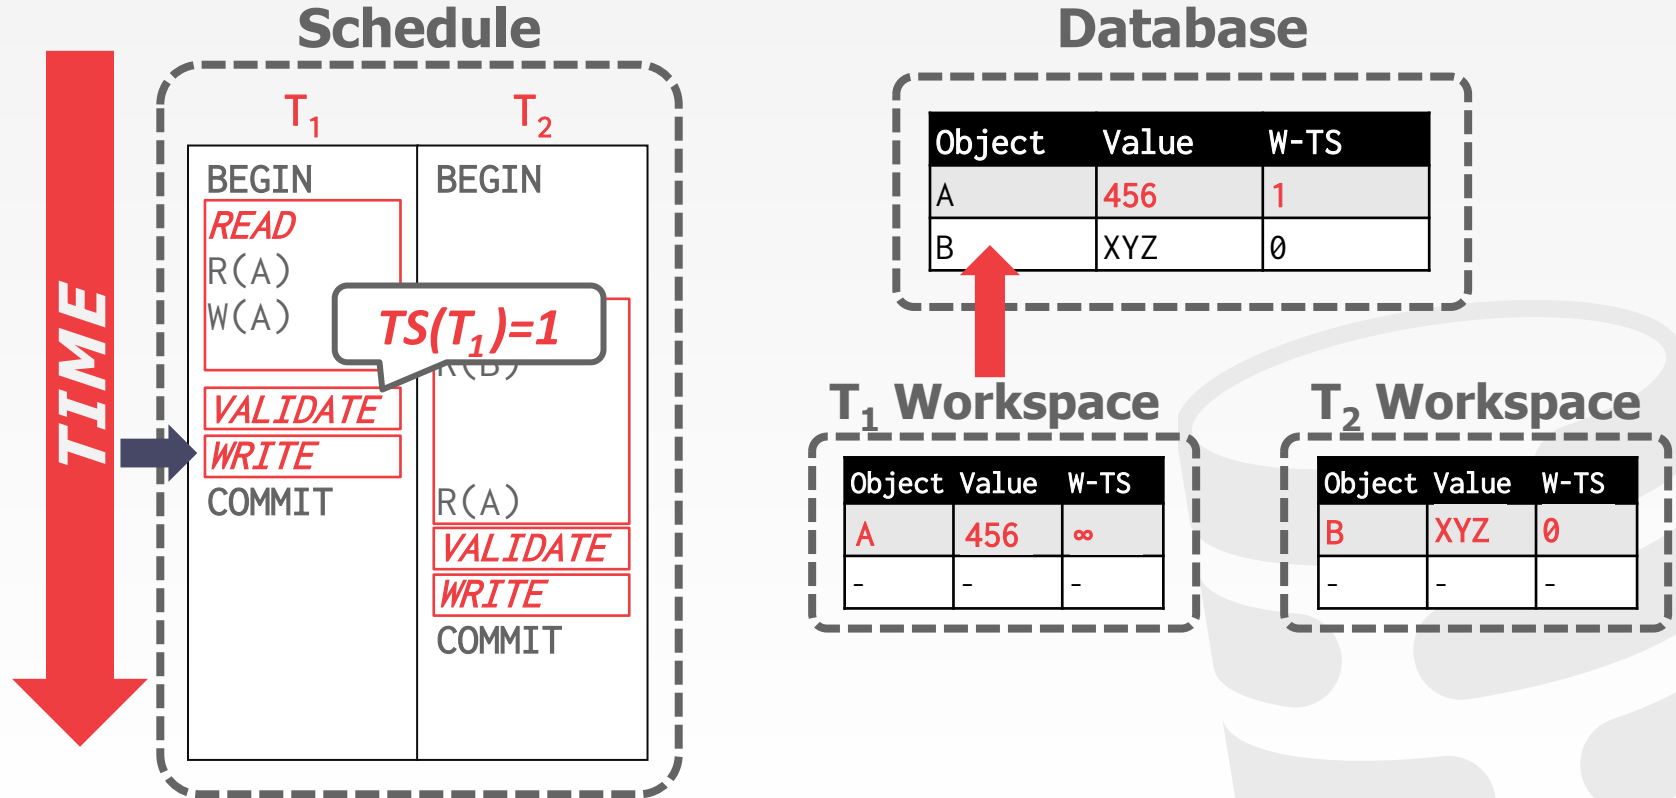 Schedule
Database
TIME
T1 T2
BEGIN BEGIN
READ
R(A)
W(A)
TS(T1)=1
R(B)
VALIDATE
WRITE
COMMIT
R(A)
VALIDATE
WRITE
COMMIT
Object Value W-TS
A 456 1
B XYZ 0
T1 Workspace
Object Value W-TS
A 456 ∞
- - -
T2 Workspace
Object Value W-TS
B XYZ 0
- - -